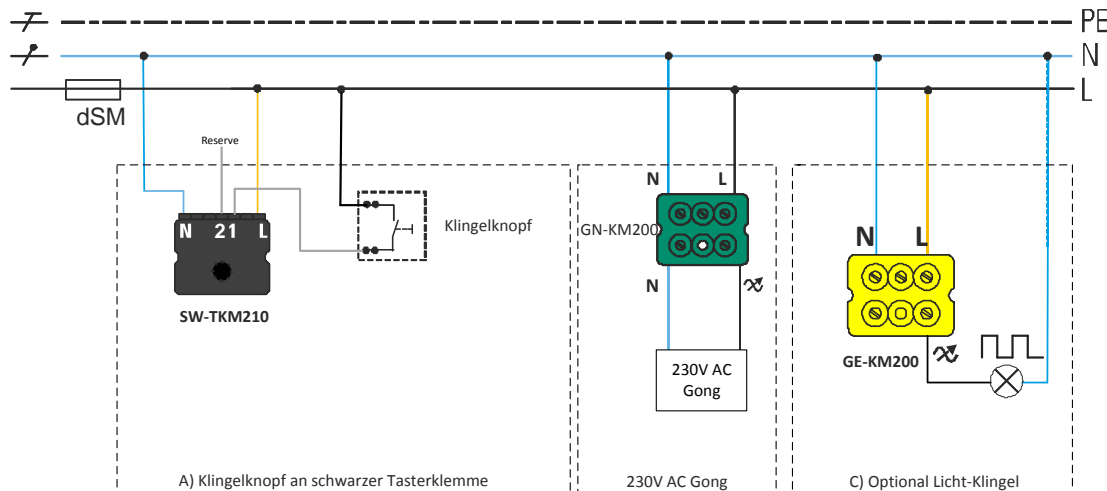 PE
N
L
dSM
Reserve
N 21 L
SW-TKM210
Klingelknopf
N L
GN-KM200
N
230V AC
Gong
N L
GE-KM200
A) Klingelknopf an schwarzer Tasterklemme
230V AC Gong
C) Optional Licht-Klingel